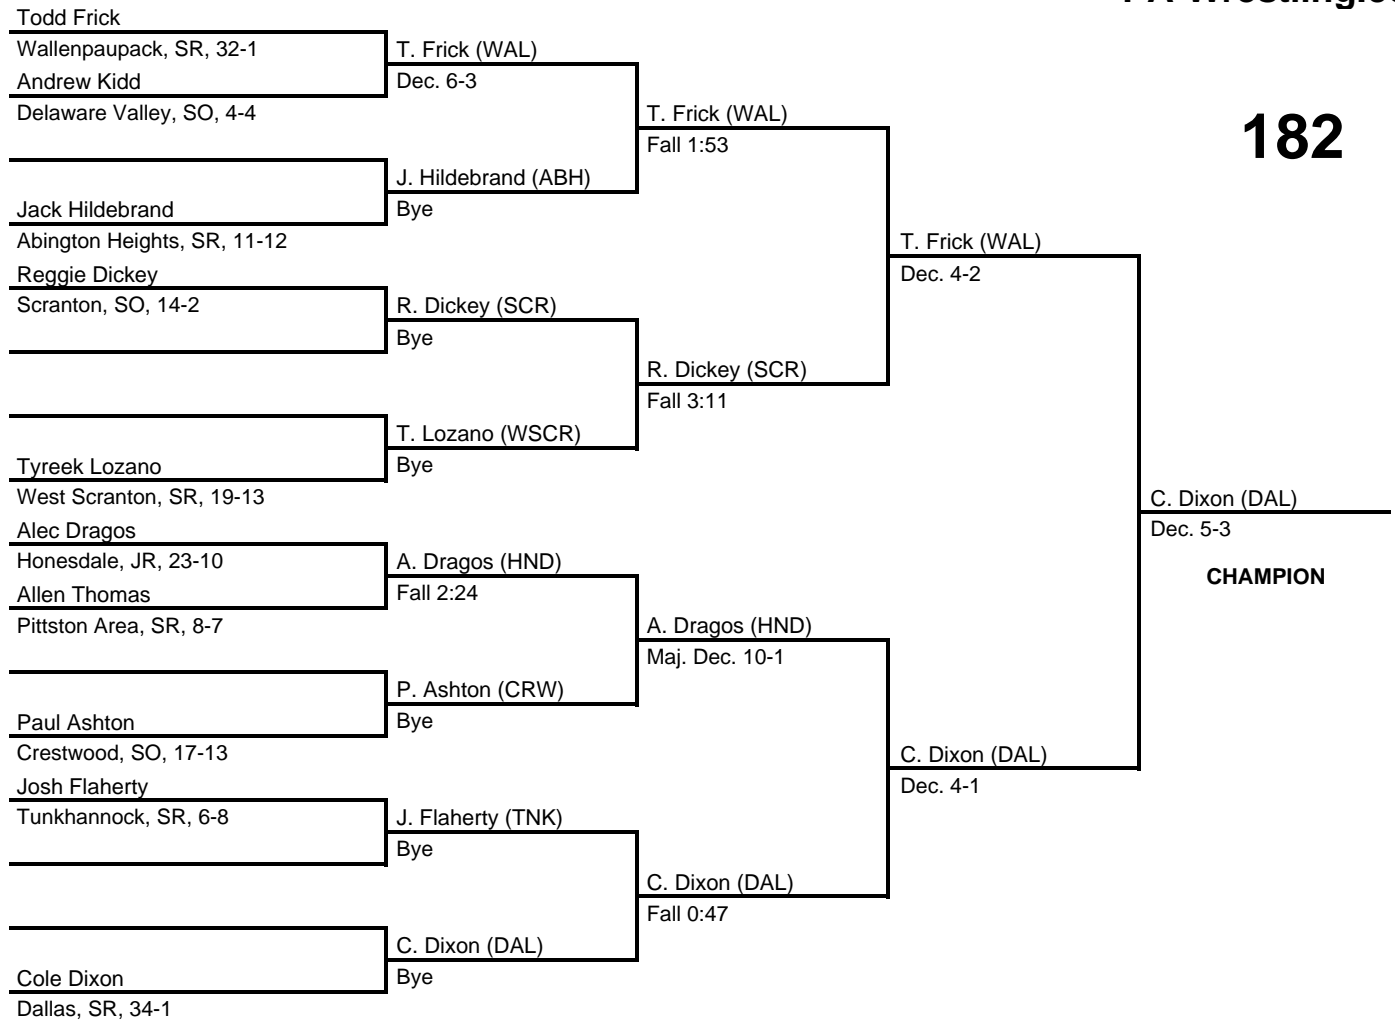 Todd Frick
Wallenpaupack, SR, 32-1
Andrew Kidd
Delaware Valley, SO, 4-4
Jack Hildebrand
Abington Heights, SR, 11-12
Reggie Dickey
Scranton, SO, 14-2
Tyreek Lozano
West Scranton, SR, 19-13
Alec Dragos
Honesdale, JR, 23-10
Allen Thomas
Pittston Area, SR, 8-7
Paul Ashton
Crestwood, SO, 17-13
Josh Flaherty
Tunkhannock, SR, 6-8
Cole Dixon
Dallas, SR, 34-1
T. Frick (WAL)
Dec. 6-3
J. Hildebrand (ABH)
Bye
R. Dickey (SCR)
Bye
T. Lozano (WSCR)
Bye
A. Dragos (HND)
Fall 2:24
P. Ashton (CRW)
Bye
J. Flaherty (TNK)
Bye
C. Dixon (DAL)
Bye
T. Frick (WAL)
Fall 1:53
R. Dickey (SCR)
Fall 3:11
A. Dragos (HND)
Maj. Dec. 10-1
C. Dixon (DAL)
Fall 0:47
T. Frick (WAL)
Dec. 4-2
C. Dixon (DAL)
Dec. 4-1
182
C. Dixon (DAL)
Dec. 5-3
CHAMPION